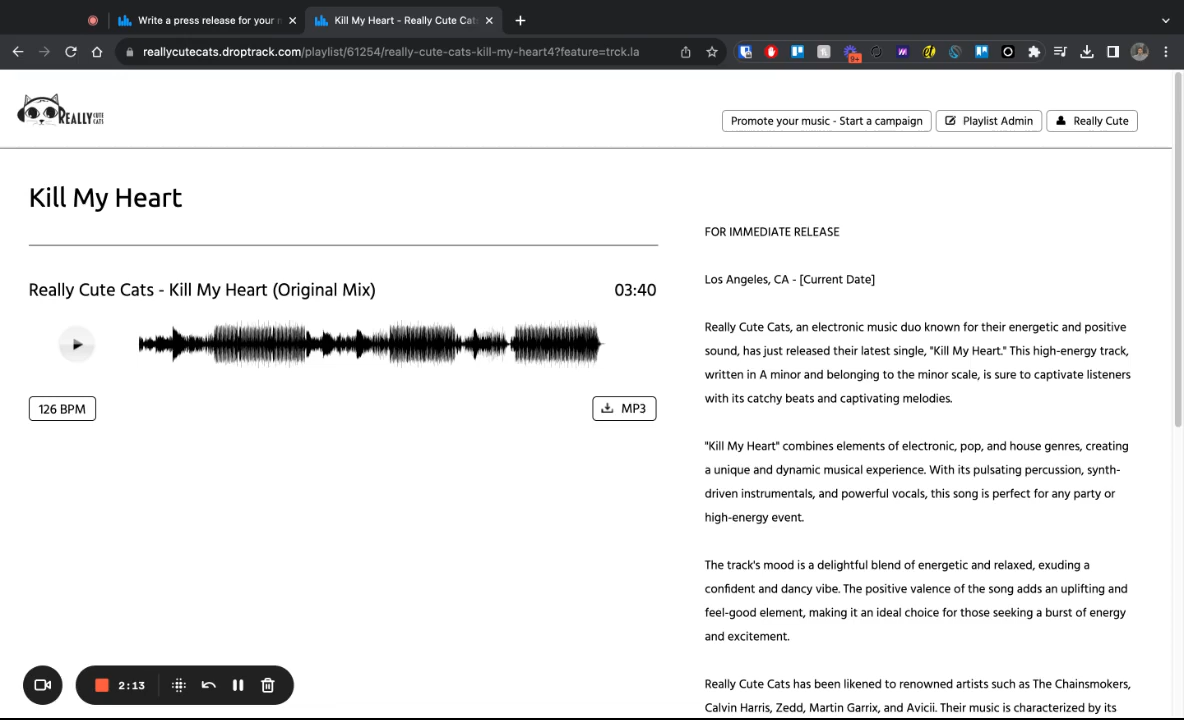 Write a press release for your n
Kill My Heart - Really Cute Cat
reallycutecats.droptrack.com/playlist/61254/really-cute-cats-kill-my-heart4?feature=trck.la
9+
REALLY CUTE CATS
Promote your music - Start a campaign
Playlist Admin
Really Cute
Kill My Heart
FOR IMMEDIATE RELEASE
Los Angeles, CA - [Current Date]
Really Cute Cats - Kill My Heart (Original Mix)
03:40
126 BPM
MP3
Really Cute Cats, an electronic music duo known for their energetic and positive
sound, has just released their latest single, "Kill My Heart." This high-energy track,
written in A minor and belonging to the minor scale, is sure to captivate listeners
with its catchy beats and captivating melodies.
"Kill My Heart" combines elements of electronic, pop, and house genres, creating
a unique and dynamic musical experience. With its pulsating percussion, synth-
driven instrumentals, and powerful vocals, this song is perfect for any party or
high-energy event.
The track's mood is a delightful blend of energetic and relaxed, exuding a
confident and dancy vibe. The positive valence of the song adds an uplifting and
feel-good element, making it an ideal choice for those seeking a burst of energy
and excitement.
Really Cute Cats has been likened to renowned artists such as The Chainsmokers,
Calvin Harris, Zedd, Martin Garrix, and Avicii. Their music is characterized by its
2:13